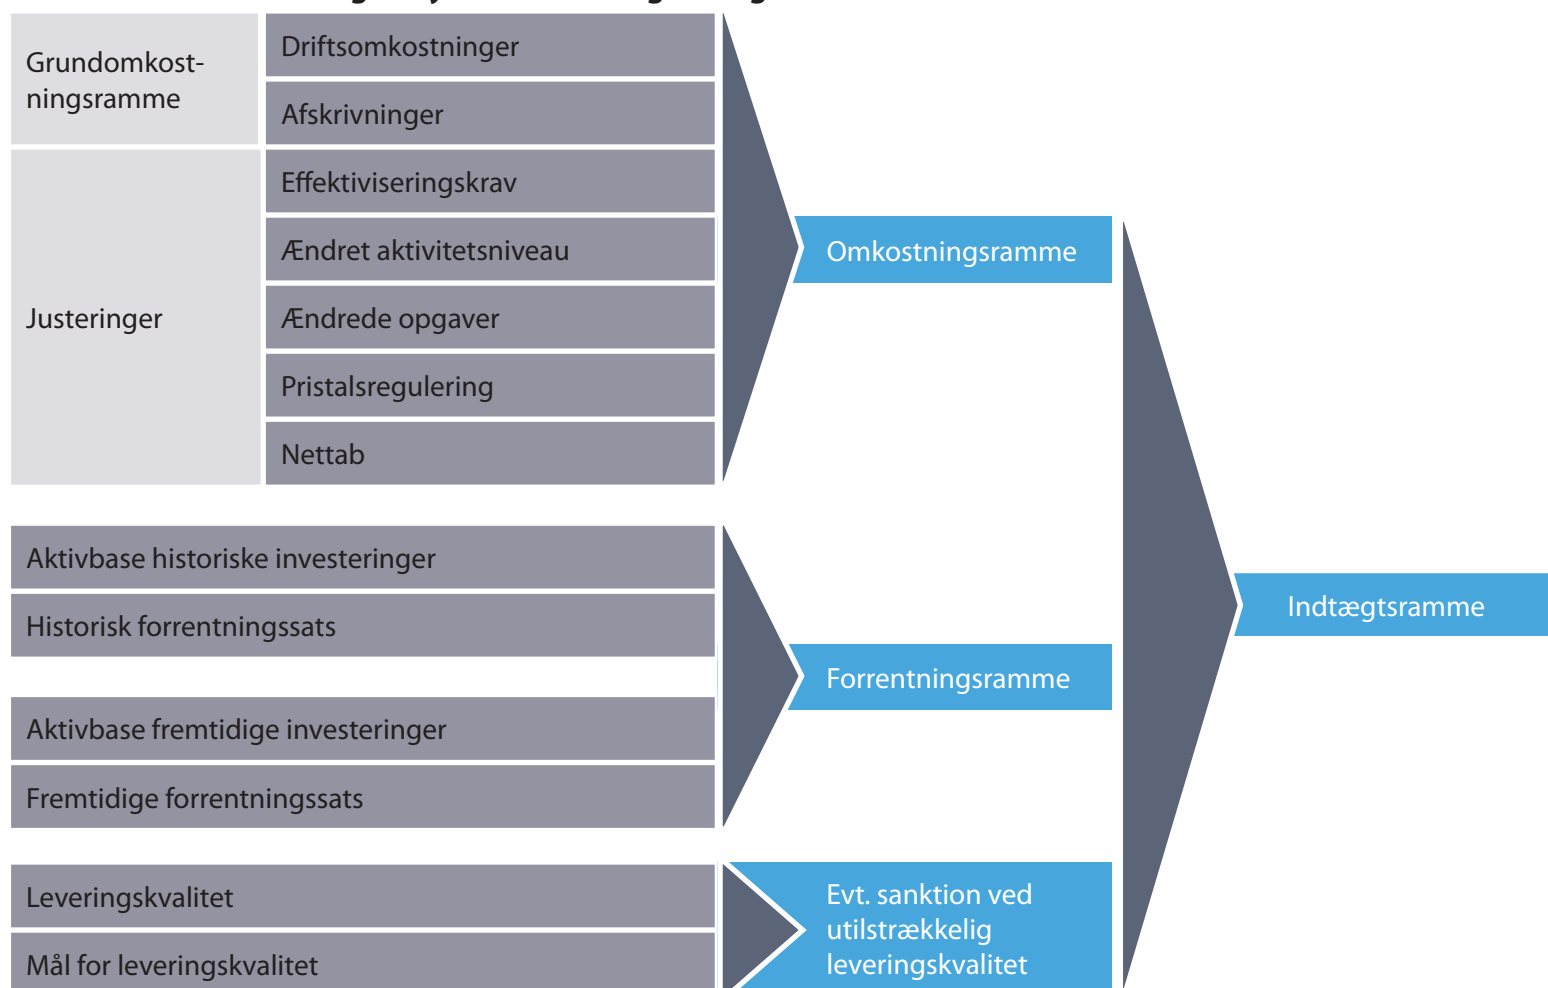 Grundomkost-
ningsramme
Driftsomkostninger
Afskrivninger
Justeringer
Effektiviseringskrav
Ændret aktivitetsniveau
Ændrede opgaver
Pristalsregulering
Nettab
Omkostningsramme
Aktivbase historiske investeringer
Historisk forrentningssats
Aktivbase fremtidige investeringer
Fremtidige forrentningssats
Forrentningsramme
Leveringskvalitet
Mål for leveringskvalitet
Evt. sanktion ved
utilstrækkelig
leveringskvalitet
Indtægtsramme